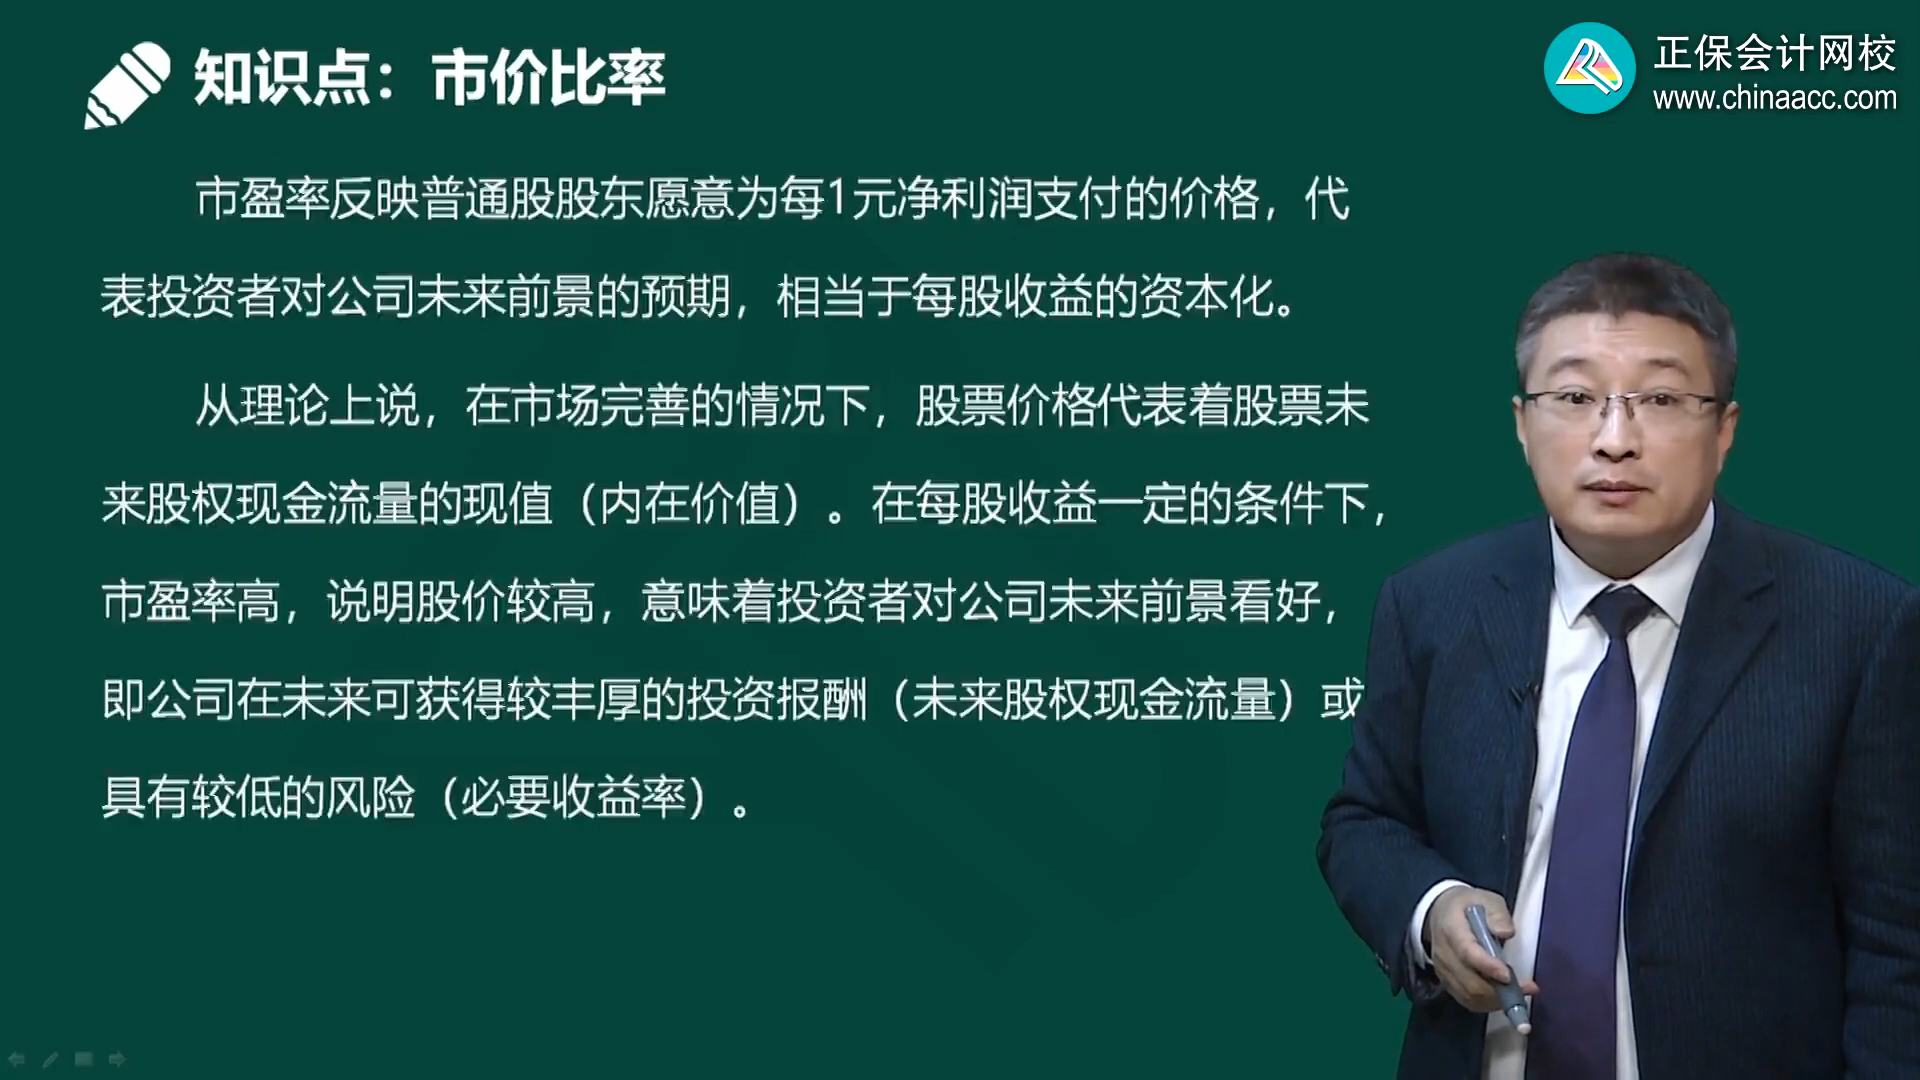 知识点：市价比率
正保会计网校
www.chinaacc.com
市盈率反映普通股股东愿意为每1元净利润支付的价格，代
表投资者对公司未来前景的预期，相当于每股收益的资本化。
从理论上说，在市场完善的情况下，股票价格代表着股票未
来股权现金流量的现值（内在价值）。在每股收益一定的条件下，
市盈率高，说明股价较高，意味着投资者对公司未来前景看好，
即公司在未来可获得较丰厚的投资报酬（未来股权现金流量）或
具有较低的风险（必要收益率）。